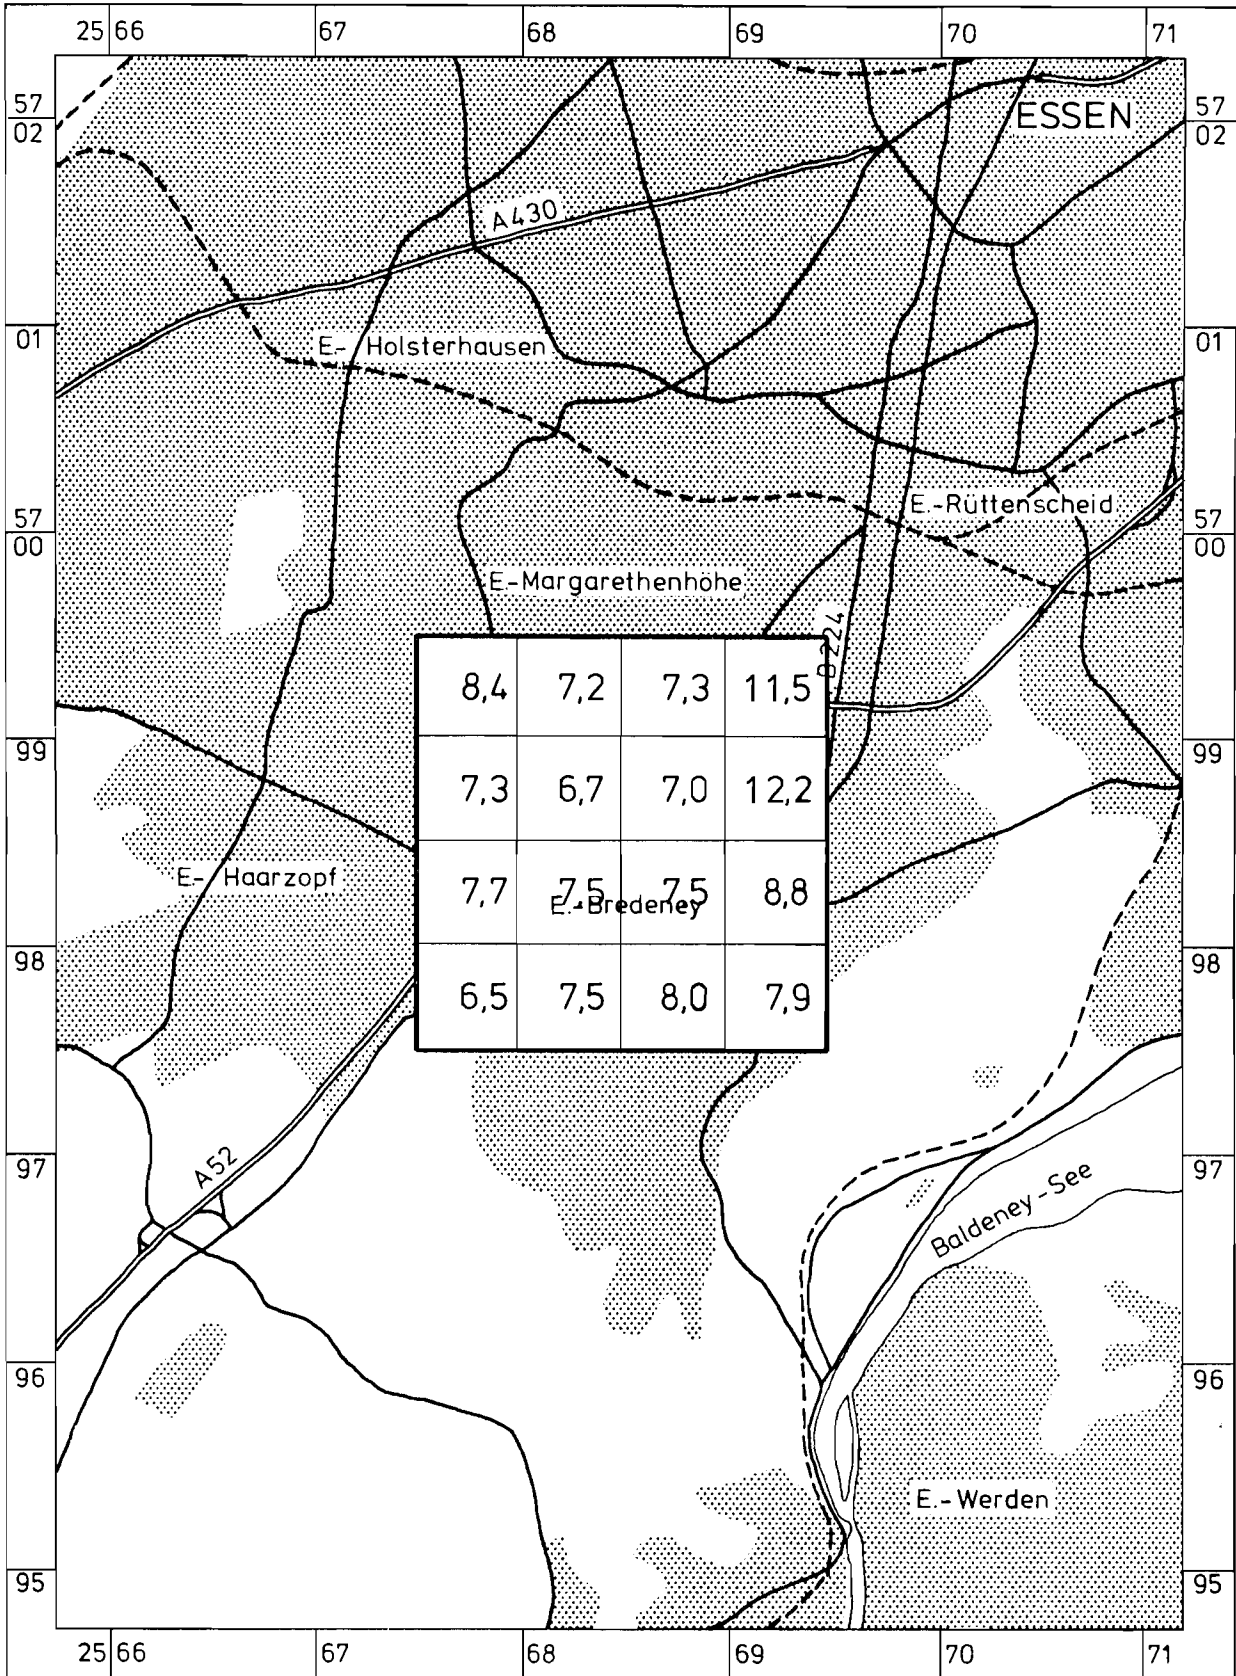 25 66 67 68 69 70 71
57 02 ESSEN 57 02
A 430
01 E.- Holsterhausen 01
57 00 E.-Rüttenscheid 57 00
E.-Margarethenhöhe
B 224
8,4 7,2 7,3 11,5
99 99
7,3 6,7 7,0 12,2
E.- Haarzopf 7,7 7,5 7,5 8,8
E.-Bredeney
98 98
6,5 7,5 8,0 7,9
97 A 52 97
Baldeney-See
96 96
E.-Werden
95 95
25 66 67 68 69 70 71